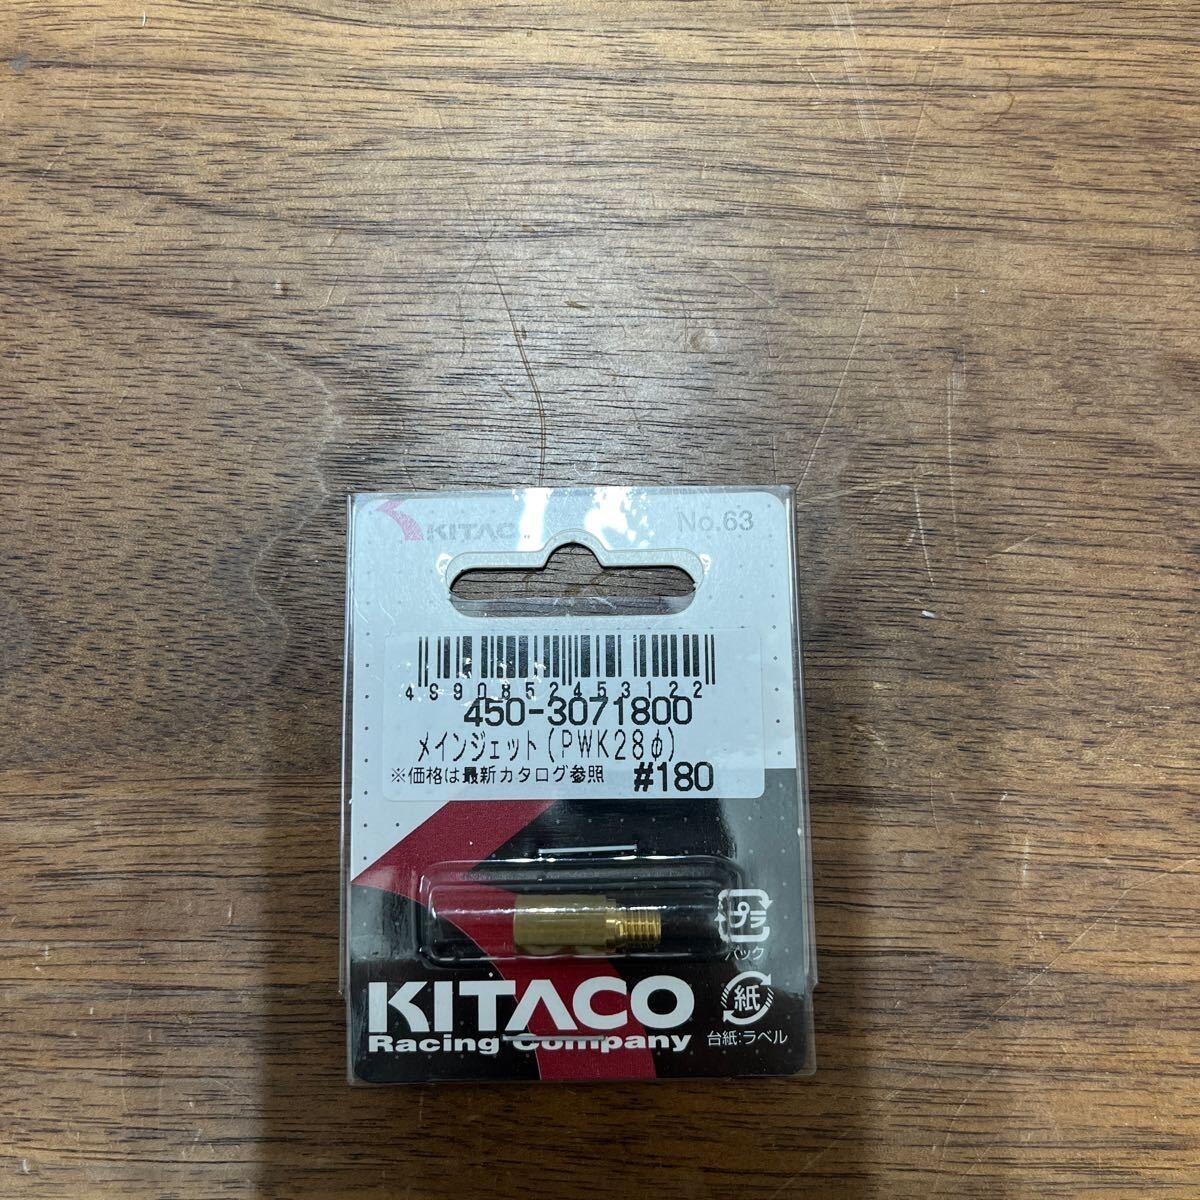 KITAC
No.63
4990852453122
450-3071800
メインジェット(PWK28φ)
※価格は最新カタログ参照 #180
プラ
パック
紙
台紙:ラベル
KITACO
Racing Company